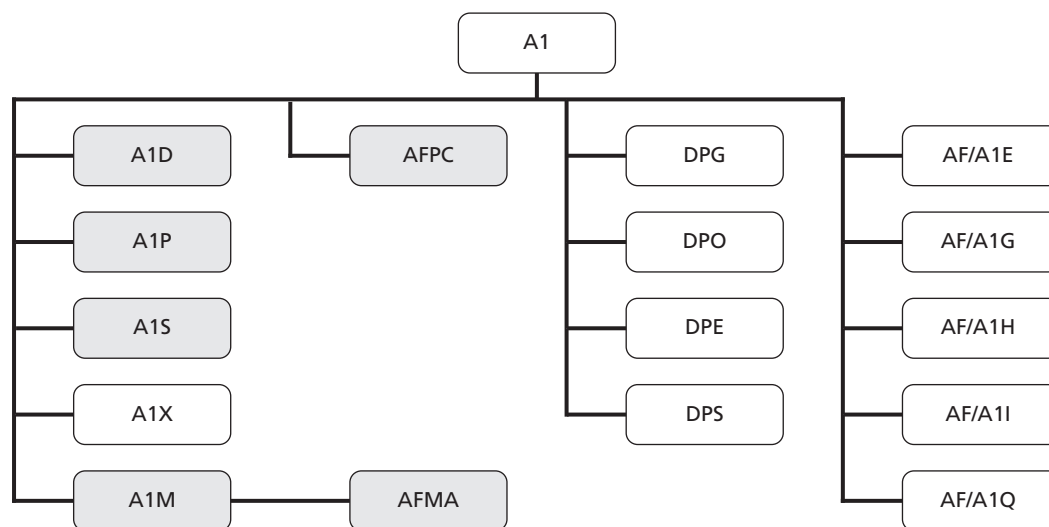 A1
A1D
AFPC
DPG
AF/A1E
A1P
DPO
AF/A1G
A1S
DPE
AF/A1H
A1X
DPS
AF/A1I
A1M
AFMA
AF/A1Q